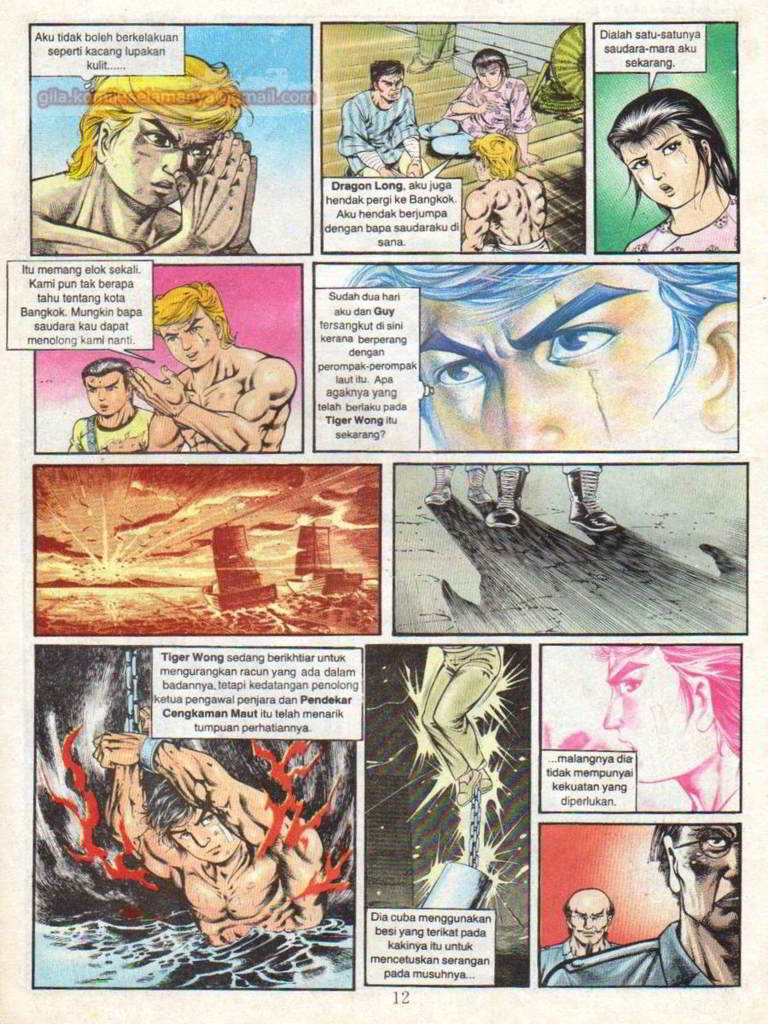 Aku tidak boleh berkelakuan
seperti kacang lupakan
kulit......
Dragon Long, aku juga
hendak pergi ke Bangkok.
Aku hendak berjumpa
dengan bapa saudaraku di
sana.
Dialah satu-satunya
saudara-mara aku
sekarang.
Itu memang elok sekali.
Kami pun tak berapa
tahu tentang kota
Bangkok. Mungkin bapa
saudara kau dapat
menolong kami nanti.
Sudah dua hari
aku dan Guy
tersangkut di sini
kerana berperang
dengan
perompak-perompak
laut itu. Apa
agaknya yang
telah berlaku pada
Tiger Wong itu
sekarang?
Tiger Wong sedang berikhtiar untuk
mengurangkan racun yang ada dalam
badannya, tetapi kedatangan penolong
ketua pengawal penjara dan Pendekar
Cengkaman Maut itu telah menarik
tumpuan perhatiannya.
Dia cuba menggunakan
besi yang terikat pada
kakinya itu untuk
mencetuskan serangan
pada musuhnya...
...malangnya dia
tidak mempunyai
kekuatan yang
diperlukan.
12